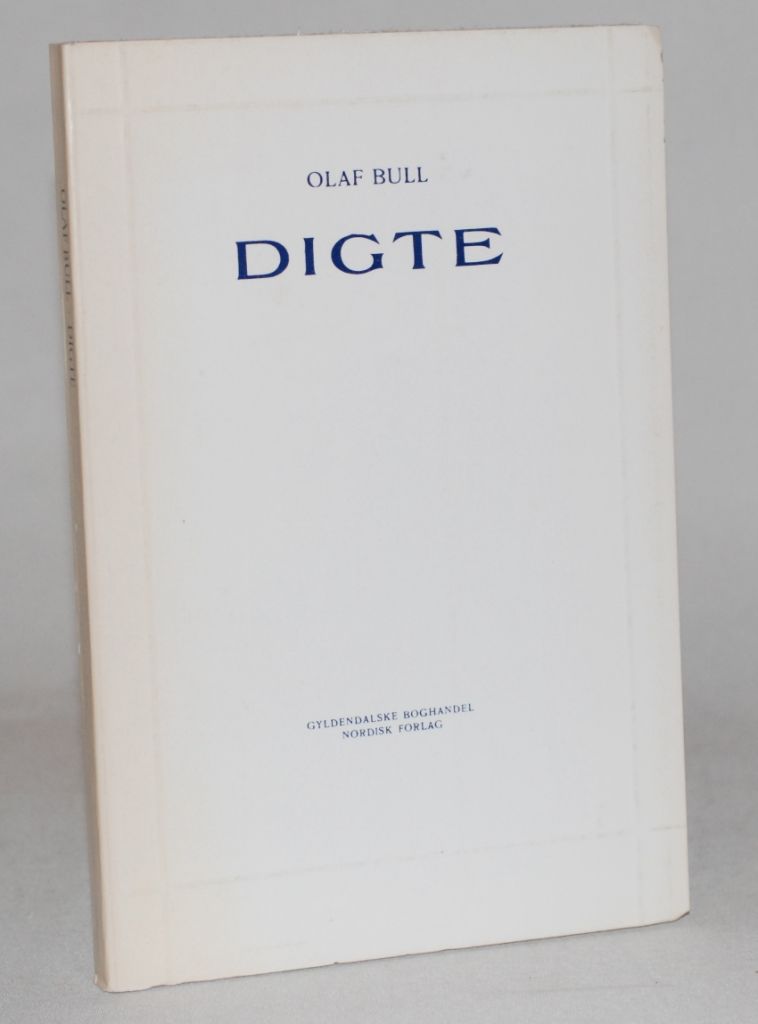 OLAF BULL
DIGTE
GYLDENDALSKE BOGHANDEL
NORDISK FORLAG
OLAF BULL DIGTE